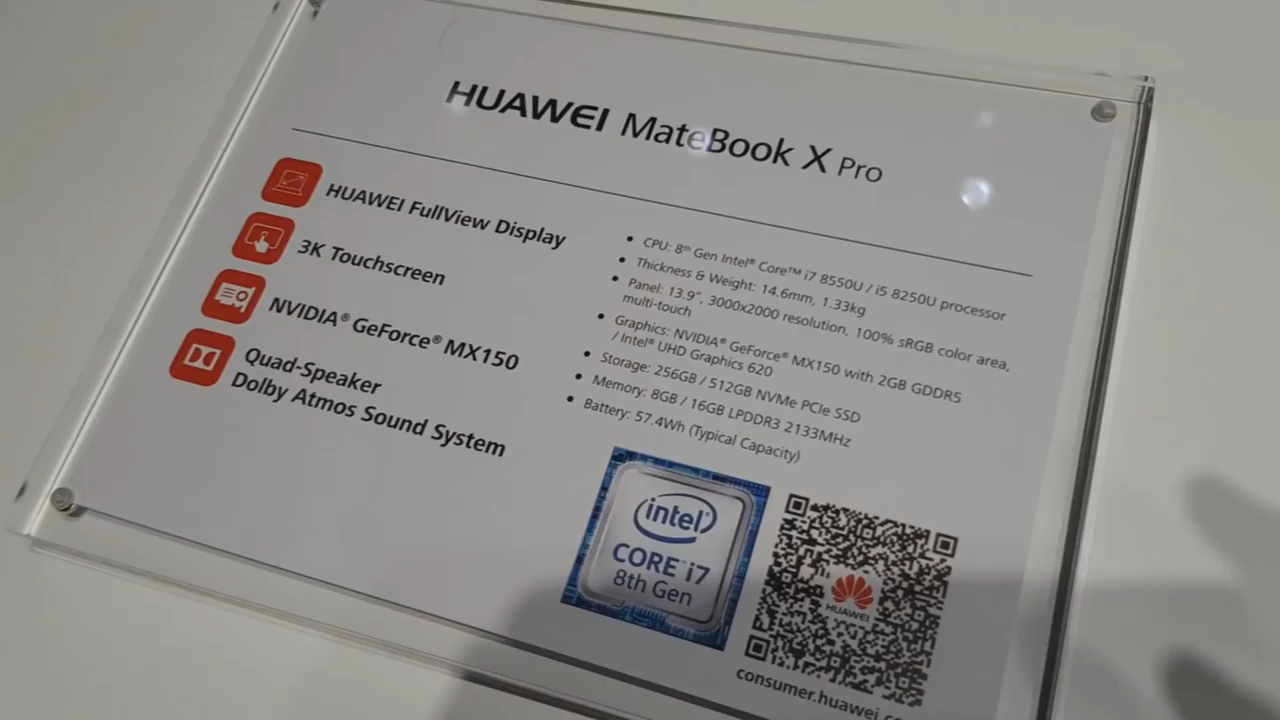 HUAWEI MateBook X Pro
HUAWEI FullView Display
3K Touchscreen
NVIDIA® GeForce® MX150
Quad-Speaker
Dolby Atmos Sound System
• CPU: 8th Gen Intel® Core™ i7 8550U / i5 8250U processor
• Thickness & Weight: 14.6mm, 1.33kg
• Panel: 13.9", 3000x2000 resolution, 100% sRGB color area,
multi-touch
• Graphics: NVIDIA® GeForce® MX150 with 2GB GDDR5
/ Intel® UHD Graphics 620
• Storage: 256GB / 512GB NVMe PCIe SSD
• Memory: 8GB / 16GB LPDDR3 2133MHz
• Battery: 57.4Wh (Typical Capacity)
intel®
CORE™ i7
8th Gen
HUAWEI
consumer.huawei.c